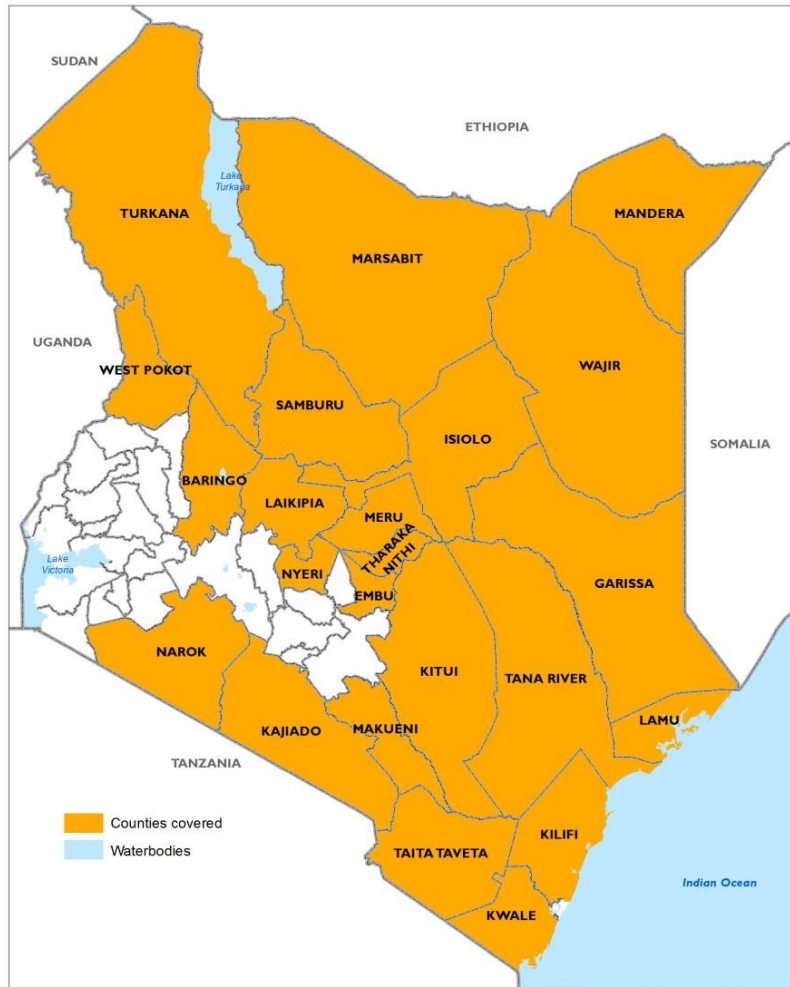 SUDAN
ETHIOPIA
Lake
Turkana
TURKANA
MANDERA
MARSABIT
UGANDA
WEST POKOT
WAJIR
SAMBURU
ISIOLO
SOMALIA
BARINGO
LAIKIPIA
MERU
THARAKA
NITHI
Lake
Victoria
NYERI
EMBU
GARISSA
NAROK
KITUI
TANA RIVER
KAJIADO
MAKUENI
LAMU
TANZANIA
Counties covered
Waterbodies
KILIFI
TAITA TAVETA
Indian Ocean
KWALE